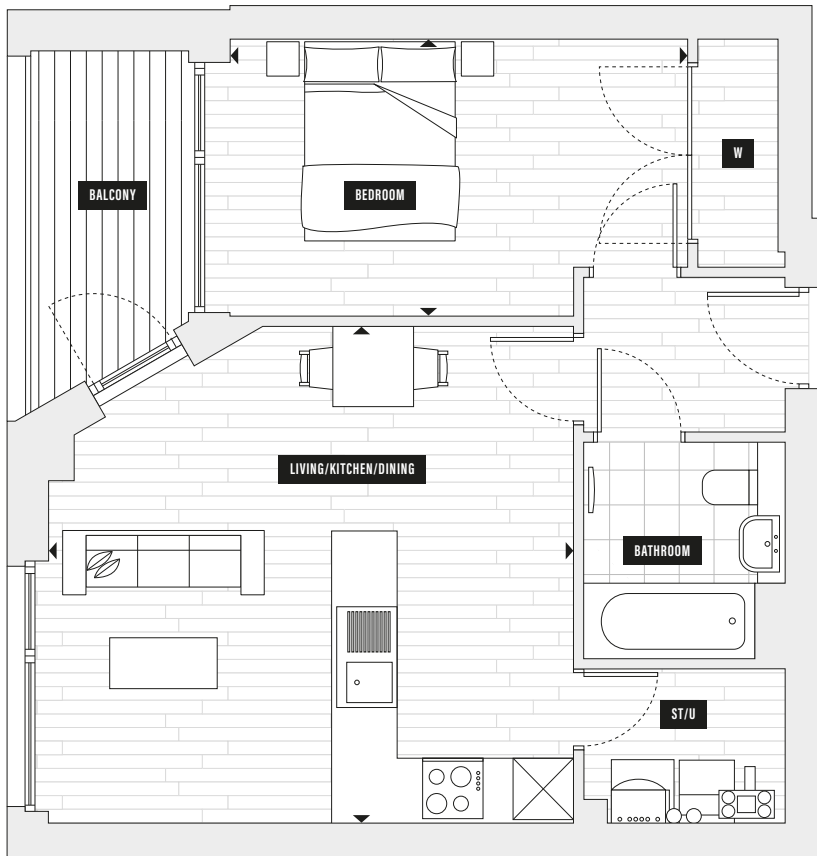 W
BALCONY
BEDROOM
LIVING/KITCHEN/DINING
BATHROOM
ST/U